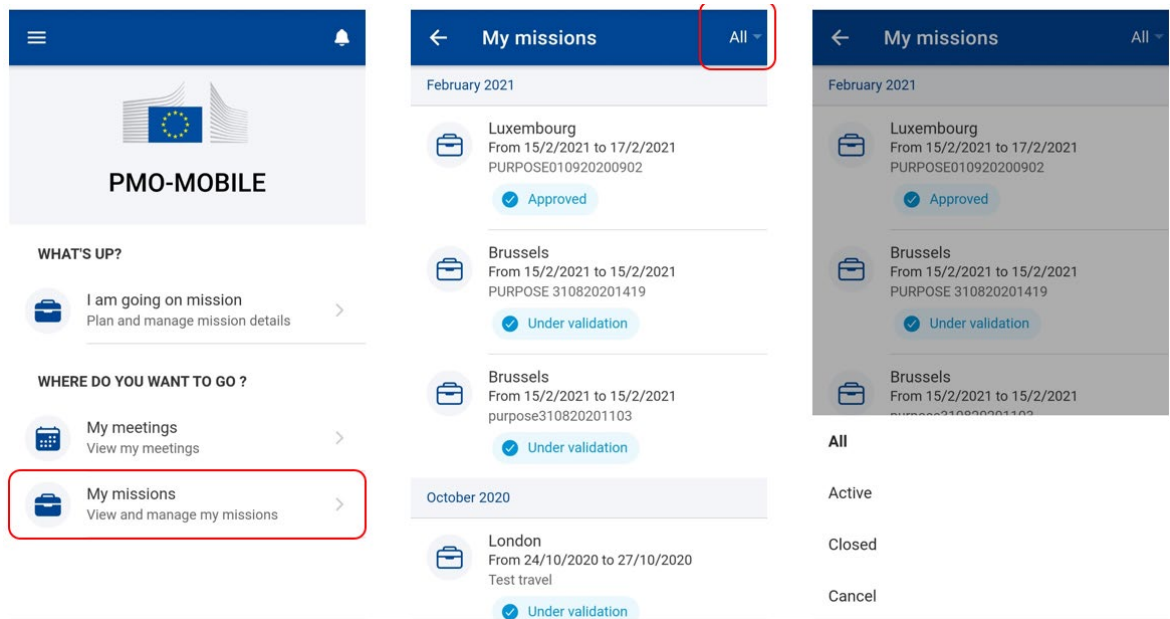 PMO-MOBILE
WHAT'S UP?
I am going on mission
Plan and manage mission details
WHERE DO YOU WANT TO GO ?
My meetings
View my meetings
My missions
View and manage my missions
My missions
All
February 2021
Luxembourg
From 15/2/2021 to 17/2/2021
PURPOSE010920200902
Approved
Brussels
From 15/2/2021 to 15/2/2021
PURPOSE 310820201419
Under validation
Brussels
From 15/2/2021 to 15/2/2021
purpose310820201103
Under validation
October 2020
London
From 24/10/2020 to 27/10/2020
Test travel
Under validation
My missions
All
February 2021
Luxembourg
From 15/2/2021 to 17/2/2021
PURPOSE010920200902
Approved
Brussels
From 15/2/2021 to 15/2/2021
PURPOSE 310820201419
Under validation
Brussels
From 15/2/2021 to 15/2/2021
purpose310820201103
All
Active
Closed
Cancel